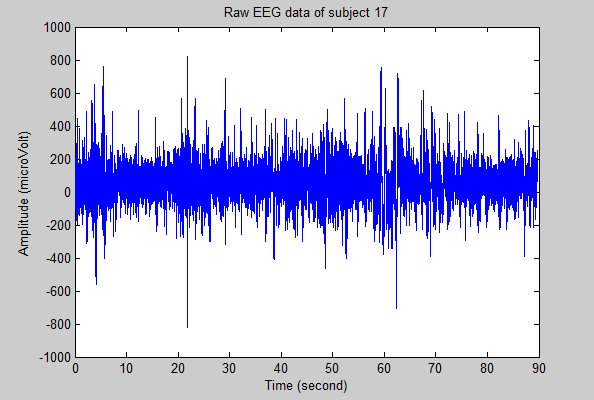 Raw EEG data of subject 17
1000
800
600
400
200
0
-200
-400
-600
-800
-1000
Amplitude (microVolt)
0 10 20 30 40 50 60 70 80 90
Time (second)